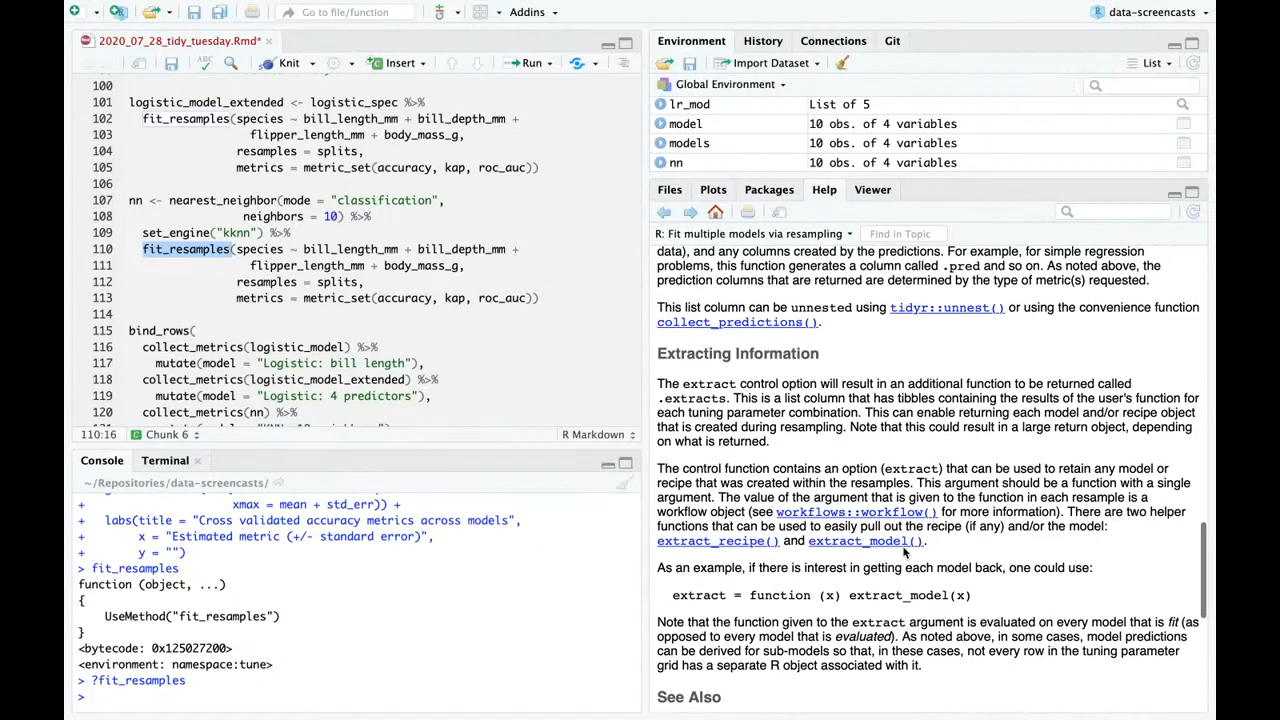 Go to file/function
Addins
data-screencasts
2020_07_28_tidy_tuesday.Rmd*
ABC
Knit
Insert
Run
100
101 logistic_model_extended <- logistic_spec %>%
102 fit_resamples(species ~ bill_length_mm + bill_depth_mm +
103 flipper_length_mm + body_mass_g,
104 resamples = splits,
105 metrics = metric_set(accuracy, kap, roc_auc))
106
107 nn <- nearest_neighbor(mode = "classification",
108 neighbors = 10) %>%
109 set_engine("kknn") %>%
110 fit_resamples(species ~ bill_length_mm + bill_depth_mm +
111 flipper_length_mm + body_mass_g,
112 resamples = splits,
113 metrics = metric_set(accuracy, kap, roc_auc))
114
115 bind_rows(
116 collect_metrics(logistic_model) %>%
117 mutate(model = "Logistic: bill length"),
118 collect_metrics(logistic_model_extended) %>%
119 mutate(model = "Logistic: 4 predictors"),
120 collect_metrics(nn) %>%
110:16 Chunk 6 R Markdown
Console Terminal
~/Repositories/data-screencasts/
+ xmax = mean + std_err)) +
+ labs(title = "Cross validated accuracy metrics across models",
+ x = "Estimated metric (+/- standard error)",
+ y = "")
> fit_resamples
function (object, ...)
{
UseMethod("fit_resamples")
}
<bytecode: 0x125027200>
<environment: namespace:tune>
> ?fit_resamples
>
Environment History Connections Git
Import Dataset List
Global Environment
lr_mod List of 5
model 10 obs. of 4 variables
models 10 obs. of 4 variables
nn 10 obs. of 4 variables
Files Plots Packages Help Viewer
R: Fit multiple models via resampling Find in Topic
data), and any columns created by the predictions. For example, for simple regression
problems, this function generates a column called .pred and so on. As noted above, the
prediction columns that are returned are determined by the type of metric(s) requested.
This list column can be unnested using tidyr::unnest() or using the convenience function
collect_predictions().
Extracting Information
The extract control option will result in an additional function to be returned called
.extracts. This is a list column that has tibbles containing the results of the user's function for
each tuning parameter combination. This can enable returning each model and/or recipe object
that is created during resampling. Note that this could result in a large return object, depending
on what is returned.
The control function contains an option (extract) that can be used to retain any model or
recipe that was created within the resamples. This argument should be a function with a single
argument. The value of the argument that is given to the function in each resample is a
workflow object (see workflows::workflow() for more information). There are two helper
functions that can be used to easily pull out the recipe (if any) and/or the model:
extract_recipe() and extract_model().
As an example, if there is interest in getting each model back, one could use:
extract = function (x) extract_model(x)
Note that the function given to the extract argument is evaluated on every model that is fit (as
opposed to every model that is evaluated). As noted above, in some cases, model predictions
can be derived for sub-models so that, in these cases, not every row in the tuning parameter
grid has a separate R object associated with it.
See Also